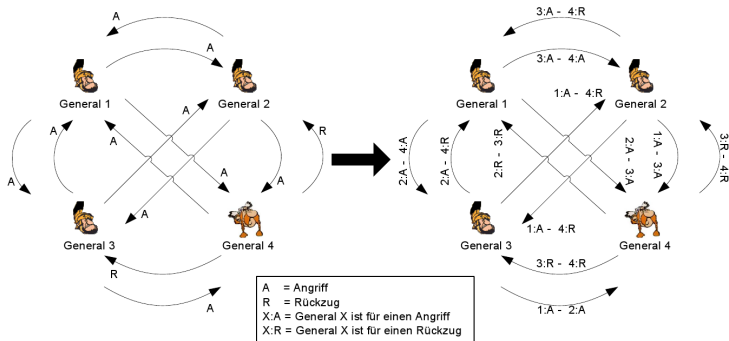 A
A
General 1
General 2
A
A
A
A
A
A
R
A
A
General 3
General 4
R
A
3:A - 4:R
3:A - 4:A
General 1
General 2
1:A - 4:R
2:A - 4:A
2:A - 4:R
2:R - 3:R
2:A - 3:A
1:A - 3:A
3:R - 4:R
General 3
General 4
1:A - 4:R
3:R - 4:R
1:A - 2:A
A = Angriff
R = Rückzug
X:A = General X ist für einen Angriff
X:R = General X ist für einen Rückzug